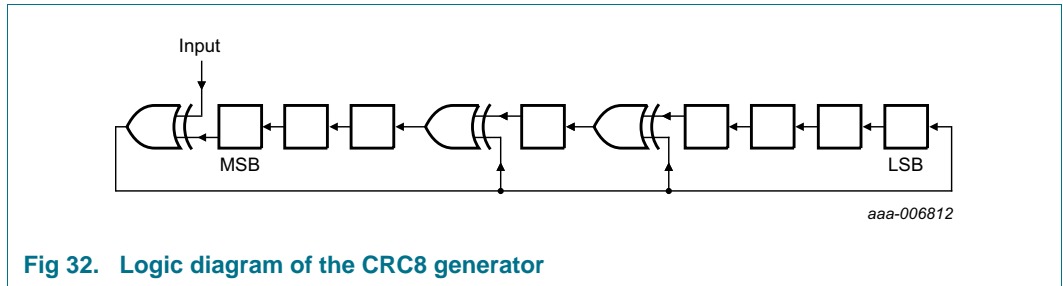 Input
MSB
LSB
aaa-006812
Fig 32. Logic diagram of the CRC8 generator